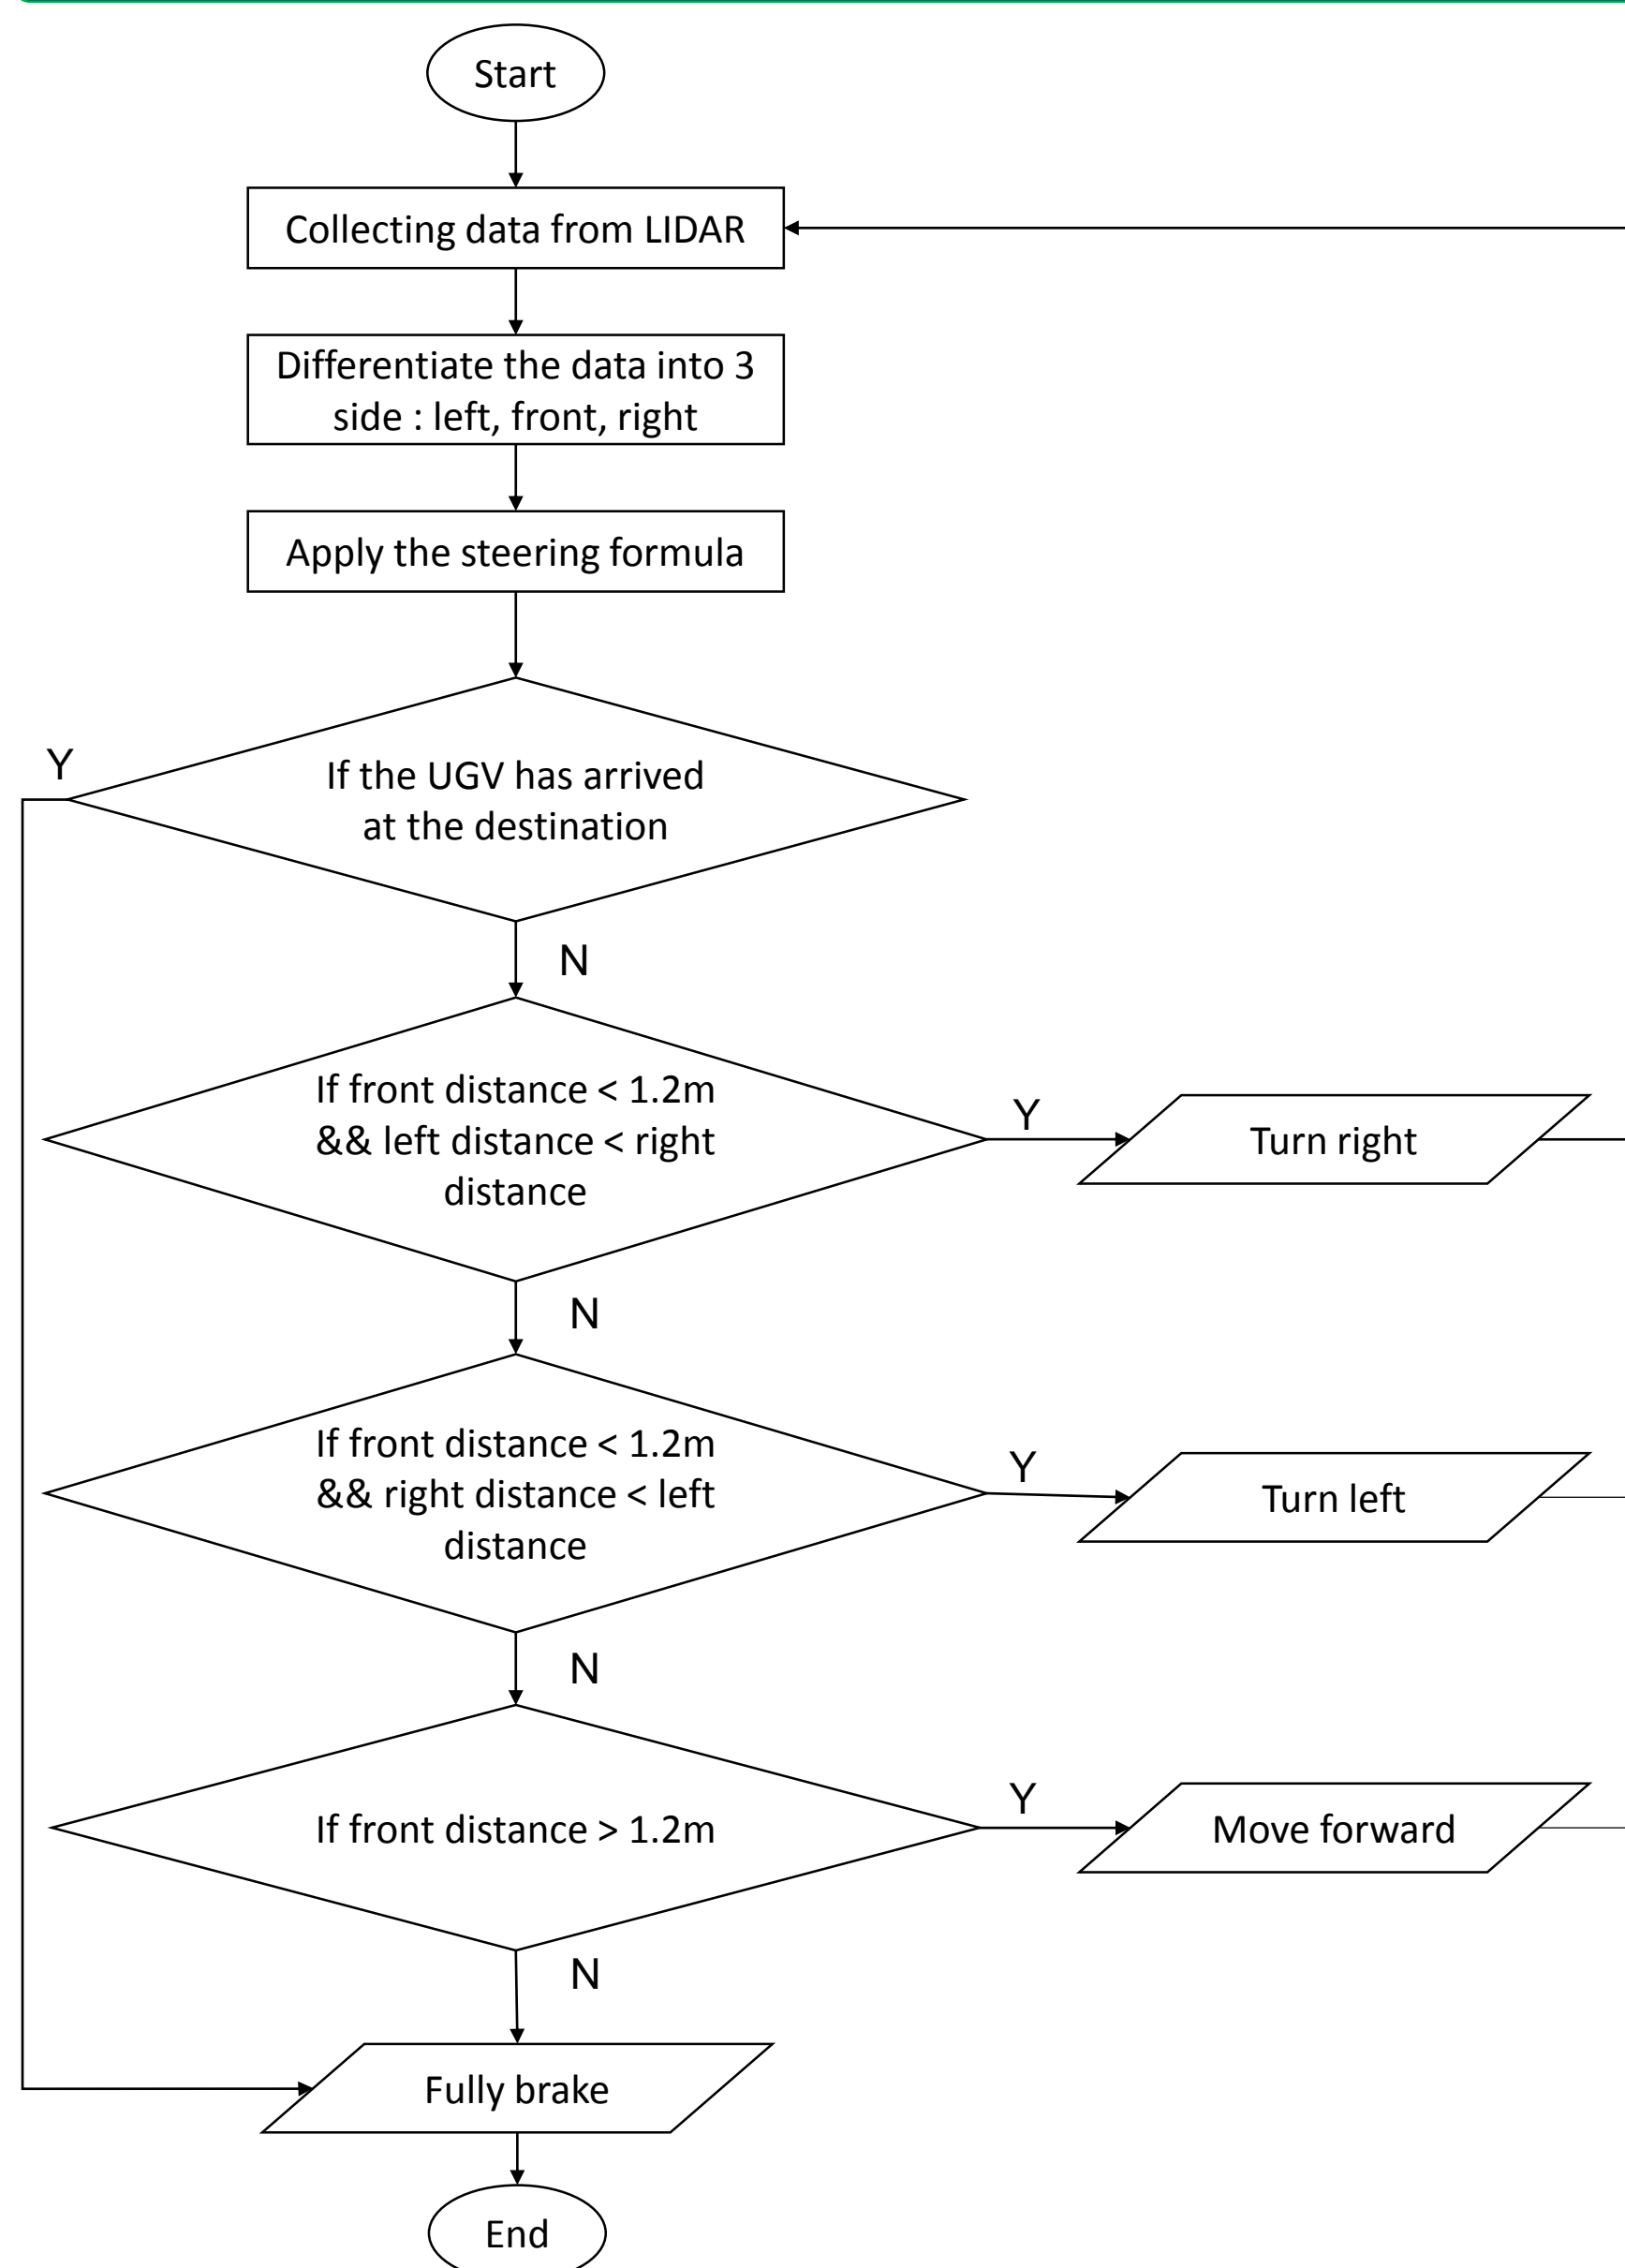 Start
Collecting data from LIDAR
Differentiate the data into 3
side : left, front, right
Apply the steering formula
Y
If the UGV has arrived
at the destination
N
If front distance < 1.2m
&& left distance < right
distance
Y
Turn right
N
If front distance < 1.2m
&& right distance < left
distance
Y
Turn left
N
If front distance > 1.2m
Y
Move forward
N
Fully brake
End